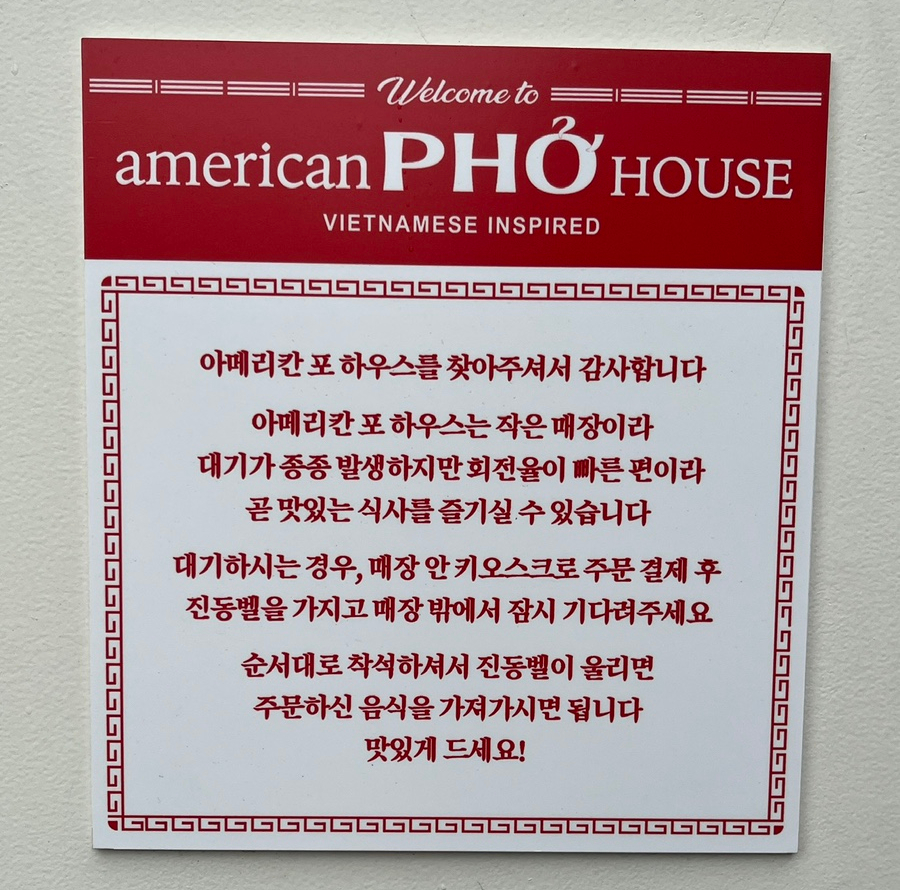 Welcome to
american PHỞ HOUSE
VIETNAMESE INSPIRED
아메리칸 포 하우스를 찾아주셔서 감사합니다
아메리칸 포 하우스는 작은 매장이라
대기가 종종 발생하지만 회전율이 빠른 편이라
곧 맛있는 식사를 즐기실 수 있습니다
대기하시는 경우, 매장 안 키오스크로 주문 결제 후
진동벨을 가지고 매장 밖에서 잠시 기다려주세요
순서대로 착석하셔서 진동벨이 울리면
주문하신 음식을 가져가시면 됩니다
맛있게 드세요!